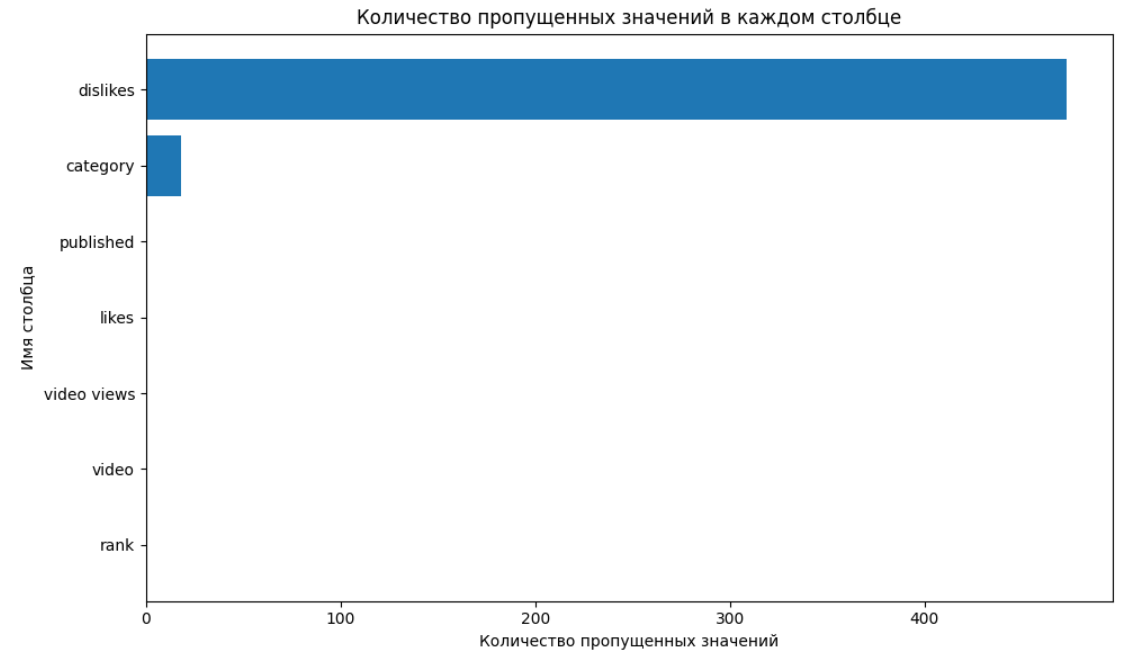 Количество пропущенных значений в каждом столбце
dislikes
category
published
likes
video views
video
rank
Имя столбца
0 100 200 300 400
Количество пропущенных значений